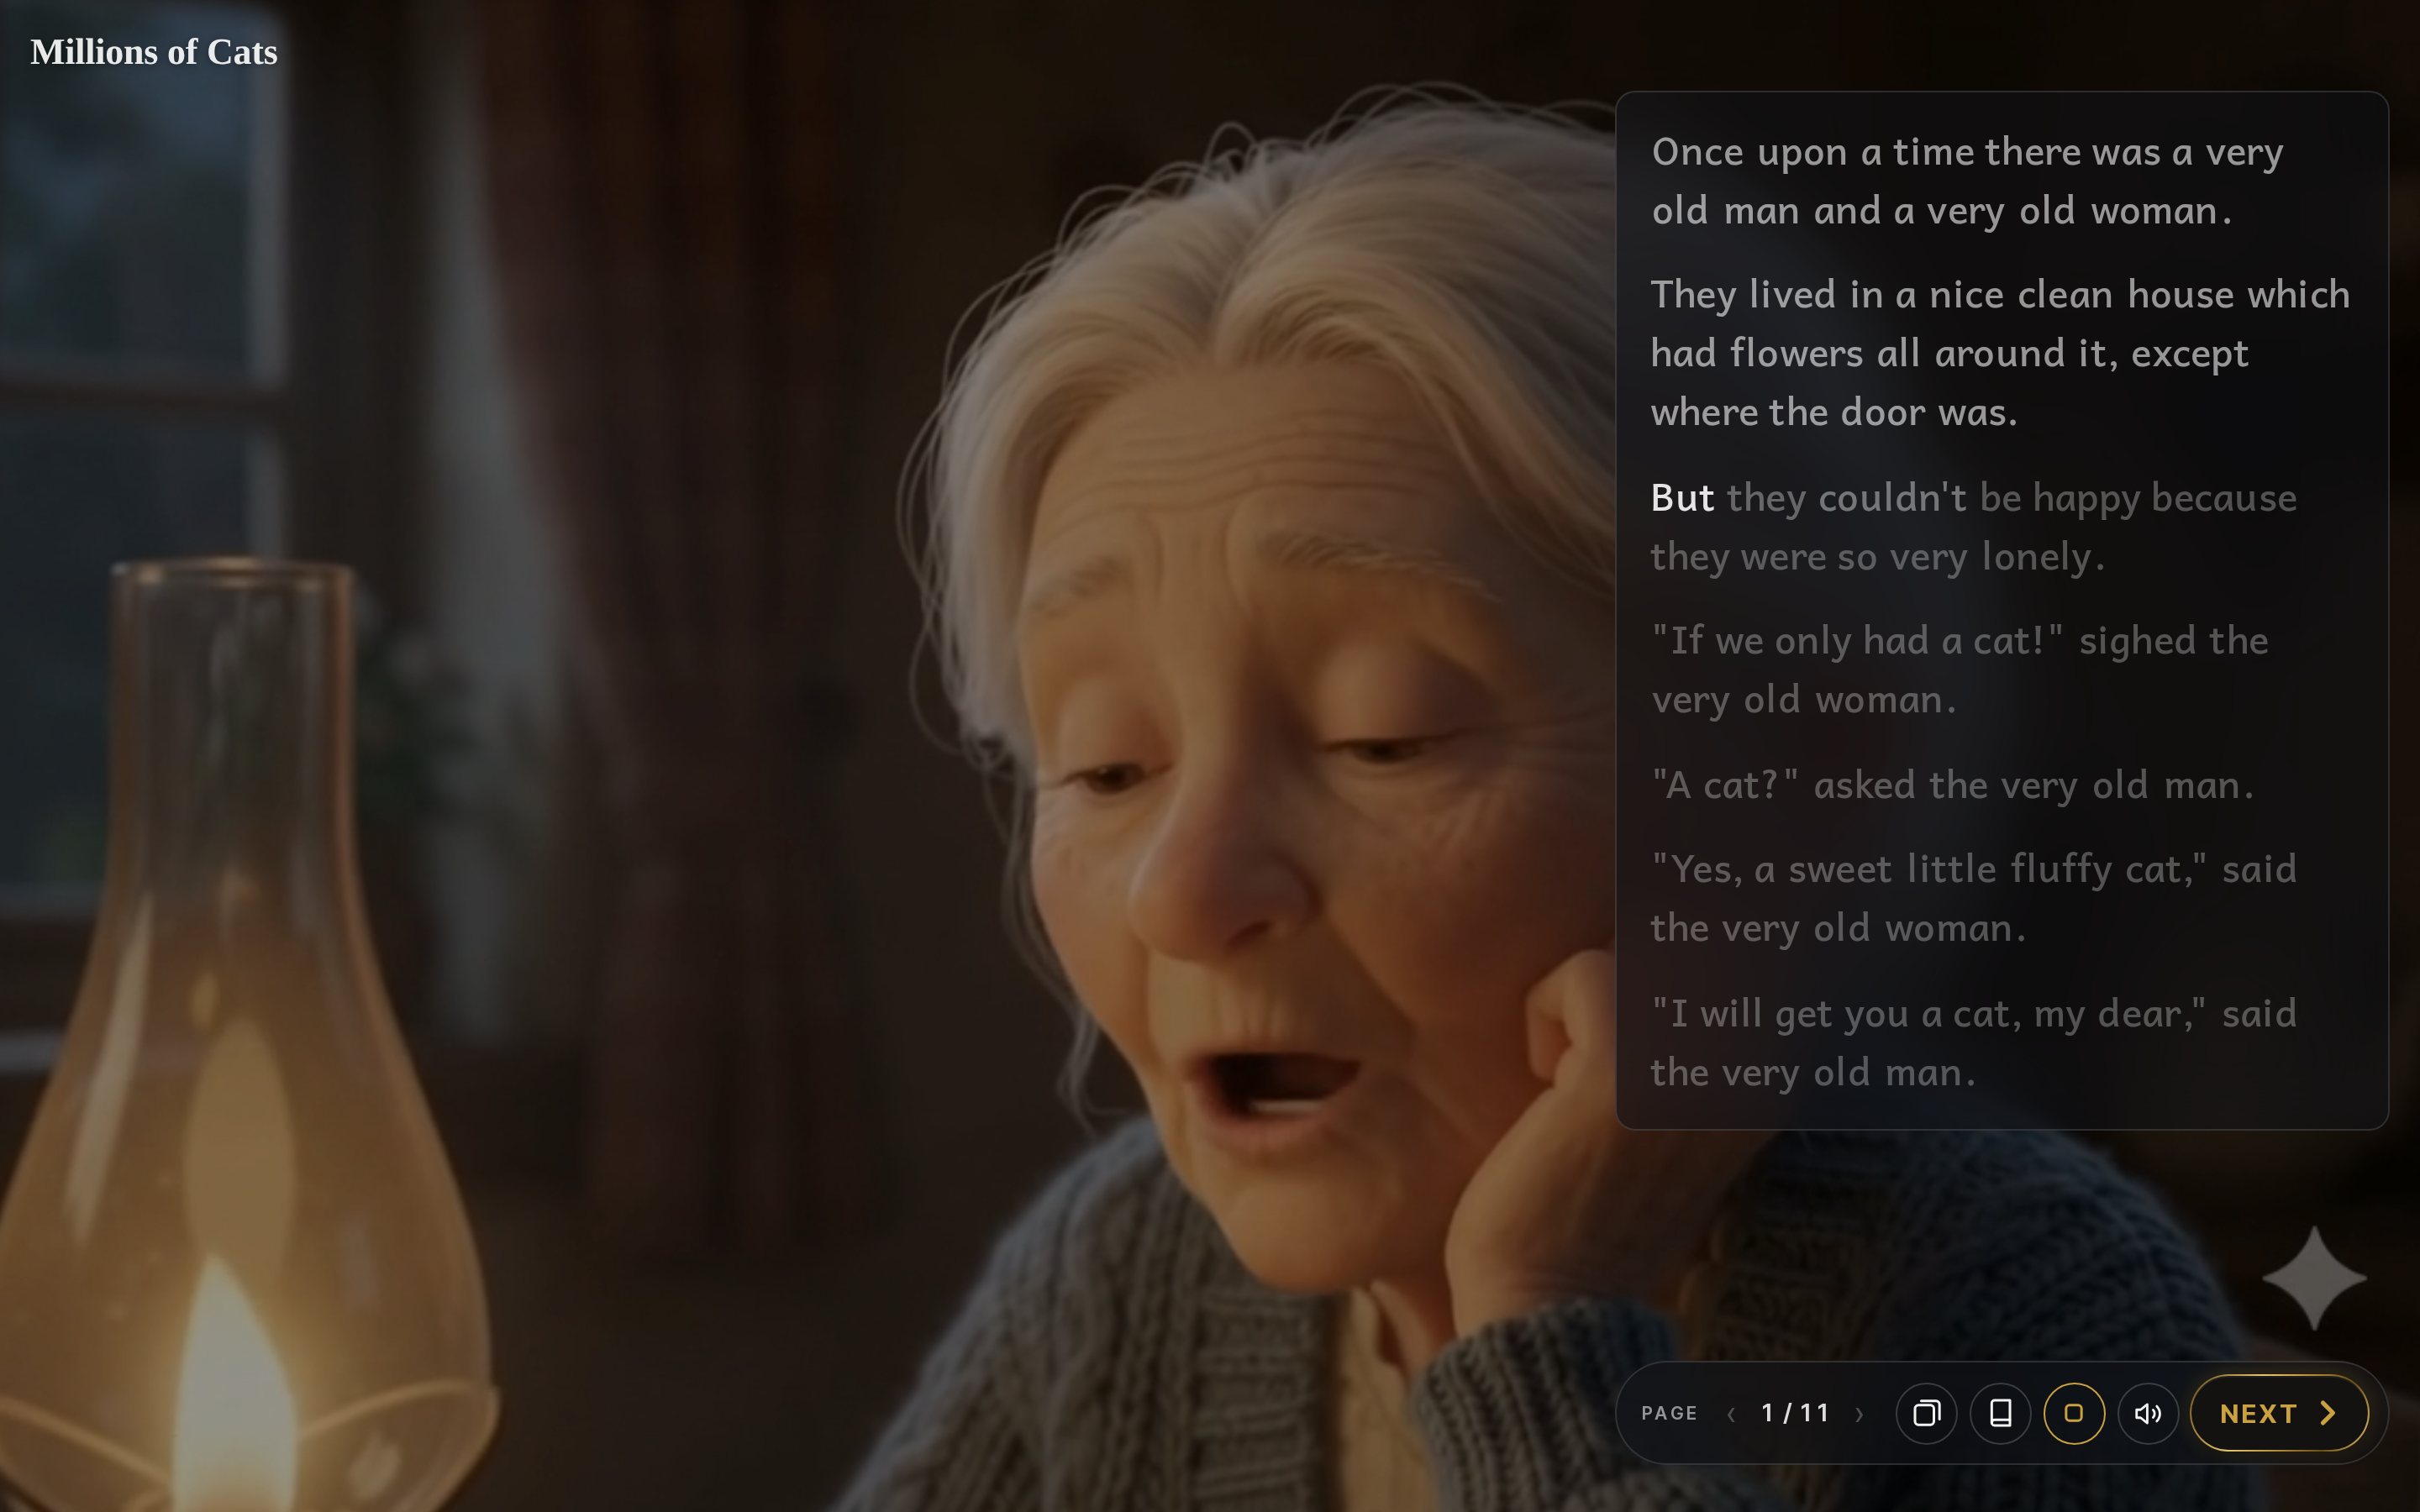 Millions of Cats
Once upon a time there was a very
old man and a very old woman.
They lived in a nice clean house which
had flowers all around it, except
where the door was.
But they couldn't be happy because
they were so very lonely.
"If we only had a cat!" sighed the
very old woman.
"A cat?" asked the very old man.
"Yes, a sweet little fluffy cat," said
the very old woman.
"I will get you a cat, my dear," said
the very old man.
PAGE ‹ 1 / 11 › NEXT